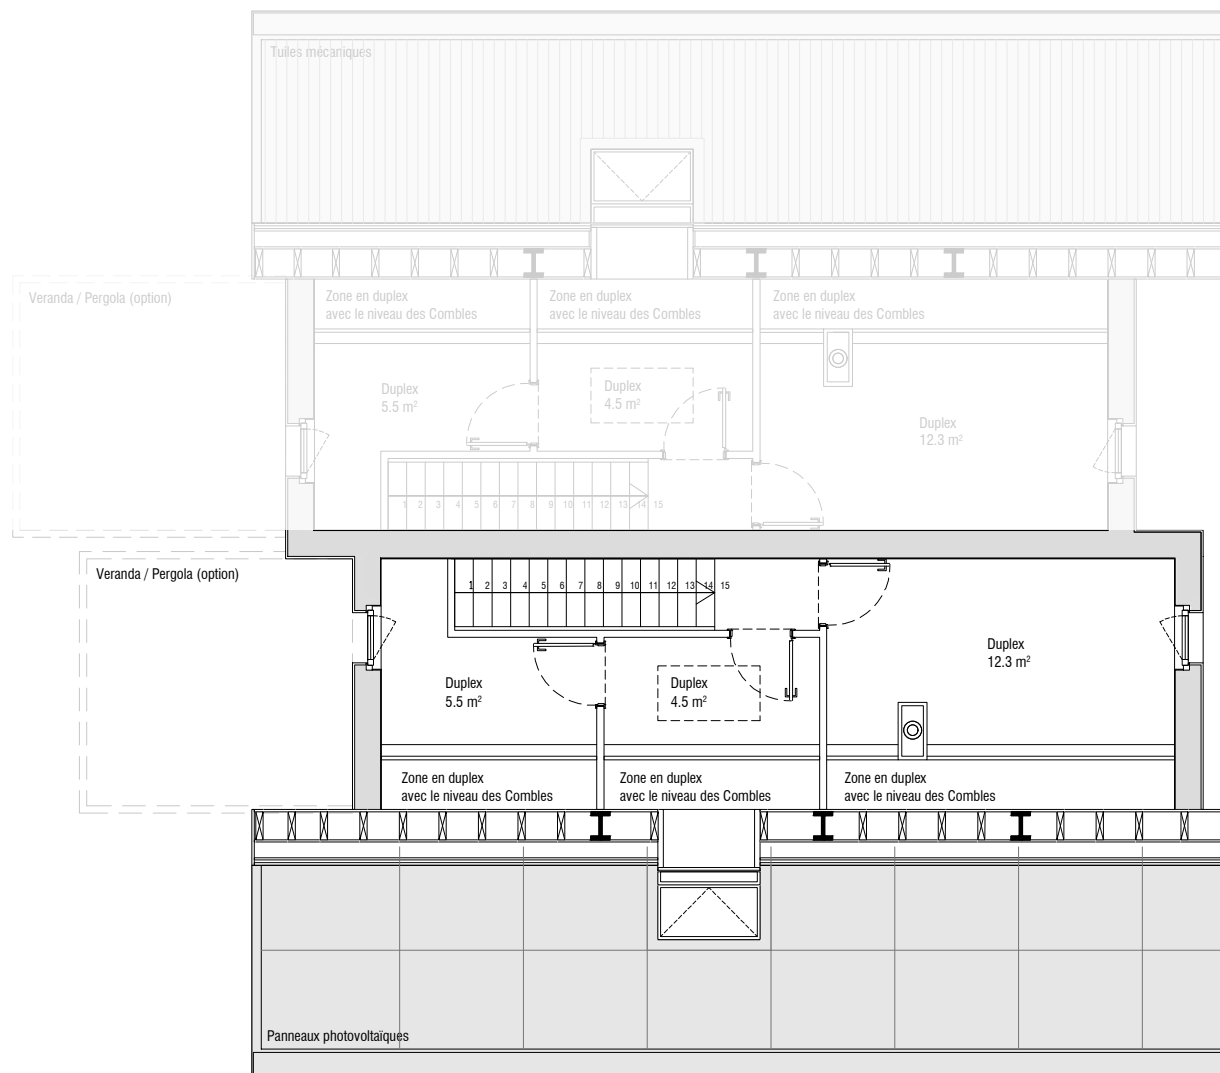 Tuiles mécaniques
Veranda / Pergola (option)
Zone en duplex
avec le niveau des Combles
Zone en duplex
avec le niveau des Combles
Zone en duplex
avec le niveau des Combles
Duplex
5.5 m²
Duplex
4.5 m²
Duplex
12.3 m²
1 2 3 4 5 6 7 8 9 10 11 12 13 14 15
Veranda / Pergola (option)
1 2 3 4 5 6 7 8 9 10 11 12 13 14 15
Duplex
12.3 m²
Duplex
5.5 m²
Duplex
4.5 m²
Zone en duplex
avec le niveau des Combles
Zone en duplex
avec le niveau des Combles
Zone en duplex
avec le niveau des Combles
Panneaux photovoltaïques